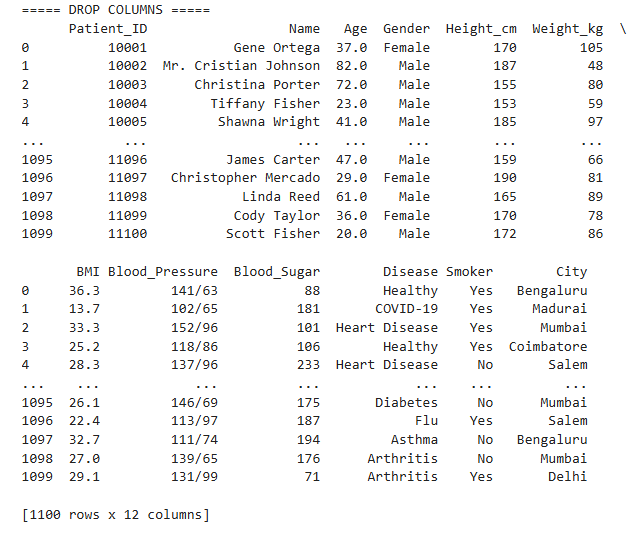 ===== DROP COLUMNS =====
      Patient_ID                 Name   Age  Gender  Height_cm  Weight_kg  \
0          10001          Gene Ortega  37.0  Female        170        105
1          10002  Mr. Cristian Johnson  82.0    Male        187         48
2          10003     Christina Porter  72.0    Male        155         80
3          10004       Tiffany Fisher  23.0    Male        153         59
4          10005        Shawna Wright  41.0    Male        185         97
...          ...                  ...   ...     ...        ...        ...
1095       11096         James Carter  47.0    Male        159         66
1096       11097  Christopher Mercado  29.0  Female        190         81
1097       11098           Linda Reed  61.0    Male        165         89
1098       11099          Cody Taylor  36.0  Female        170         78
1099       11100         Scott Fisher  20.0    Male        172         86
       BMI Blood_Pressure  Blood_Sugar        Disease Smoker        City
0     36.3         141/63           88        Healthy    Yes   Bengaluru
1     13.7         102/65          181       COVID-19    Yes     Madurai
2     33.3         152/96          101  Heart Disease    Yes      Mumbai
3     25.2         118/86          106        Healthy    Yes  Coimbatore
4     28.3         137/96          233  Heart Disease     No       Salem
...    ...            ...          ...            ...    ...         ...
1095  26.1         146/69          175       Diabetes     No      Mumbai
1096  22.4         113/97          187            Flu    Yes       Salem
1097  32.7         111/74          194         Asthma     No   Bengaluru
1098  27.0         139/65          176      Arthritis     No      Mumbai
1099  29.1         131/99           71      Arthritis    Yes       Delhi
[1100 rows x 12 columns]